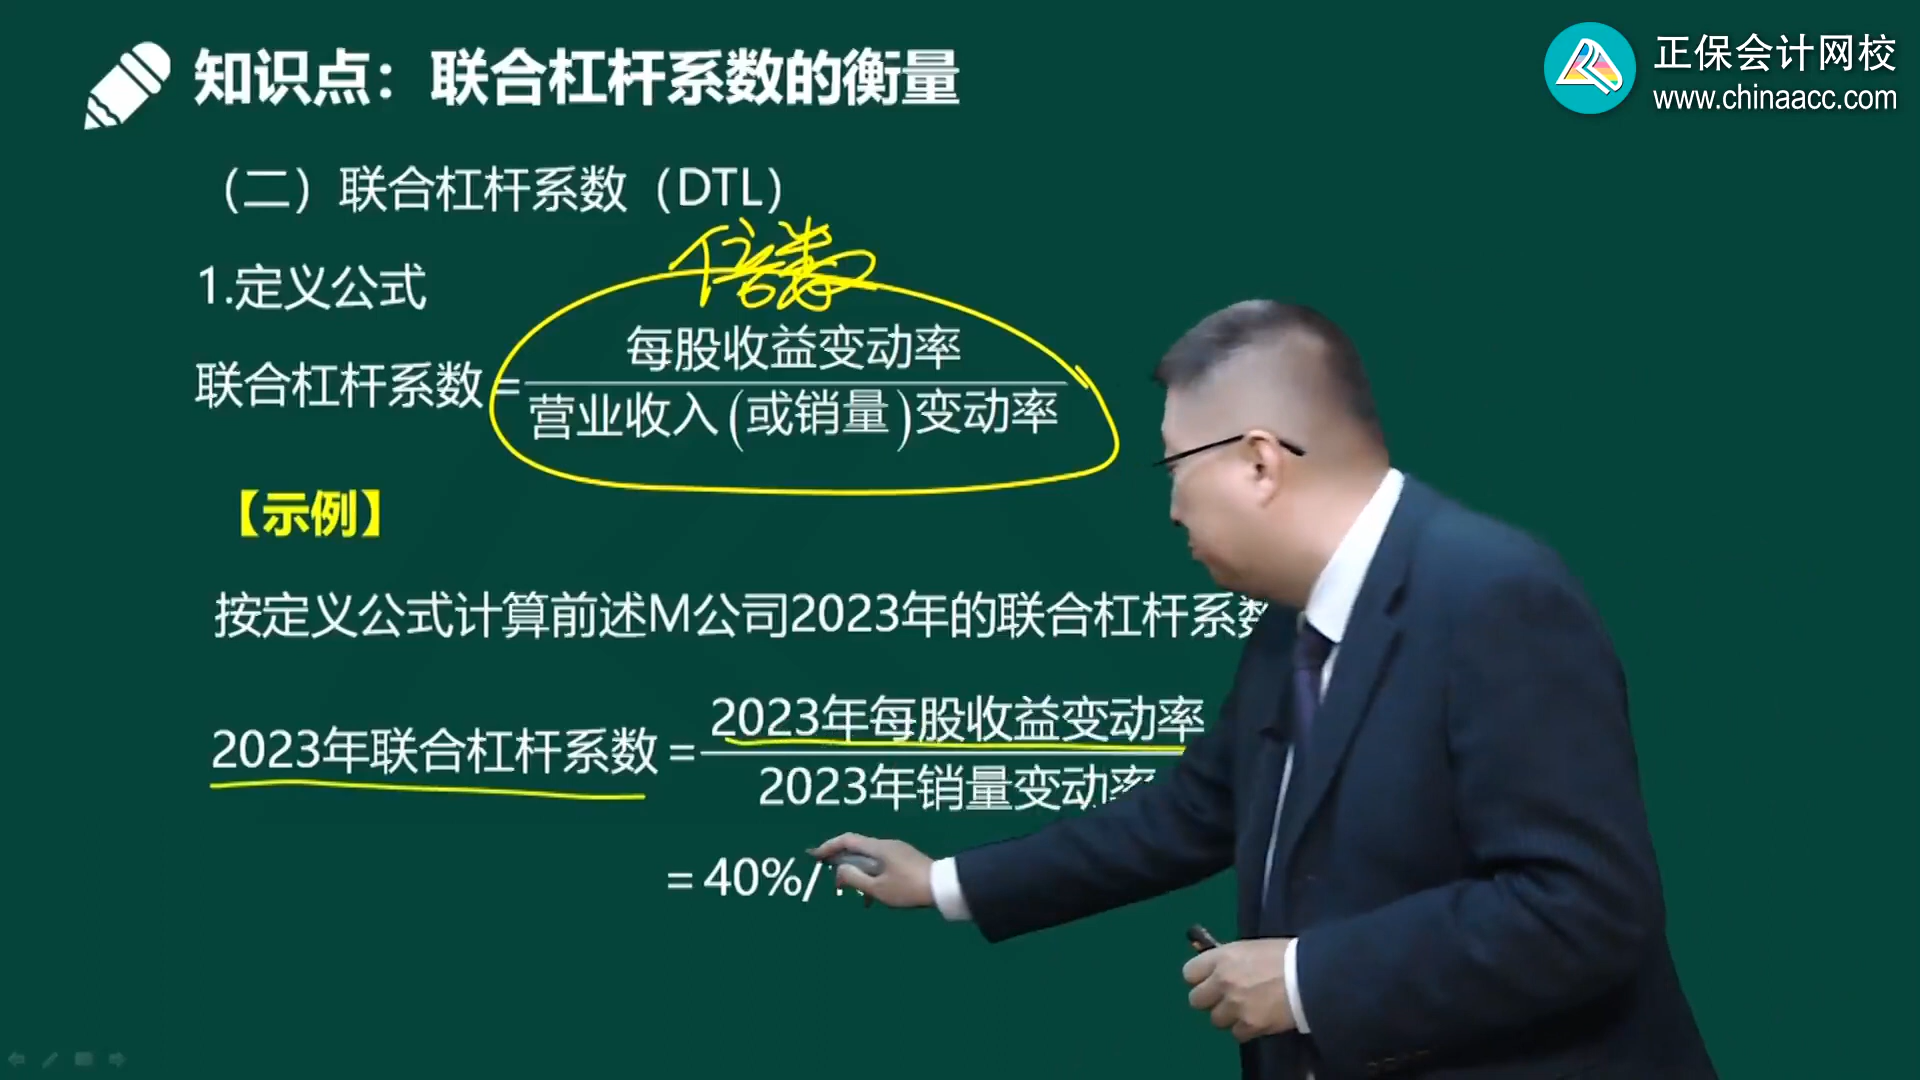 知识点：联合杠杆系数的衡量
正保会计网校
www.chinaacc.com
（二）联合杠杆系数（DTL）
倍数
1.定义公式
每股收益变动率
联合杠杆系数=
营业收入(或销量)变动率
【示例】
按定义公式计算前述M公司2023年的联合杠杆系数
2023年每股收益变动率
2023年联合杠杆系数=
2023年销量变动率
=40%/